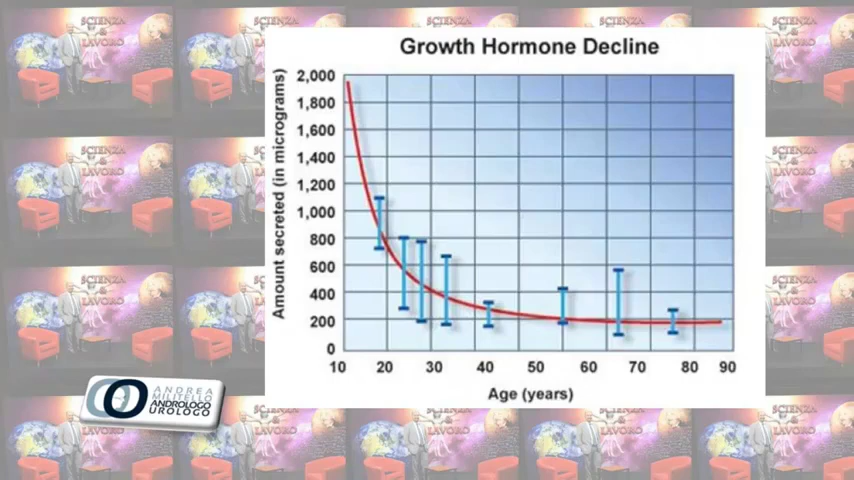 Growth Hormone Decline
Amount secreted (in micrograms)
2,000
1,800
1,600
1,400
1,200
1,000
800
600
400
200
0
10 20 30 40 50 60 70 80 90
Age (years)
ANDREA
MILITELLO
ANDROLOGO
UROLOGO
SCIENZA
&
LAVORO